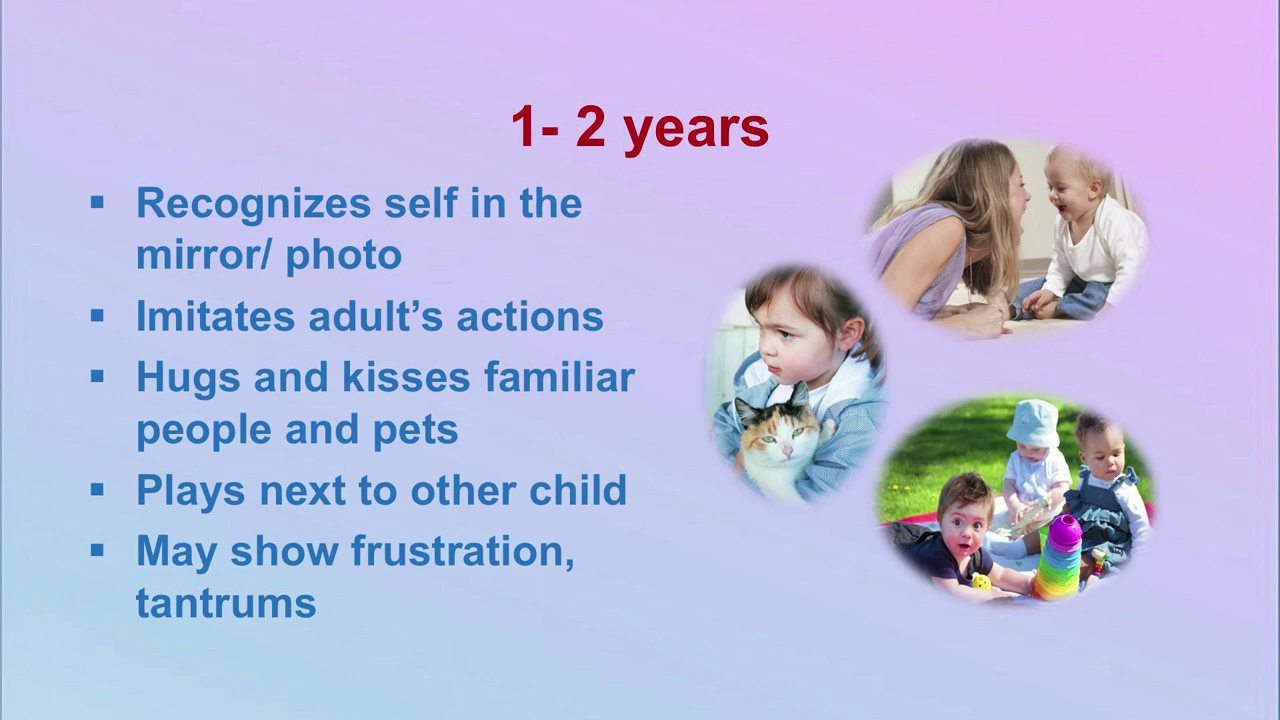 1- 2 years
▪ Recognizes self in the
mirror/ photo
▪ Imitates adult’s actions
▪ Hugs and kisses familiar
people and pets
▪ Plays next to other child
▪ May show frustration,
tantrums